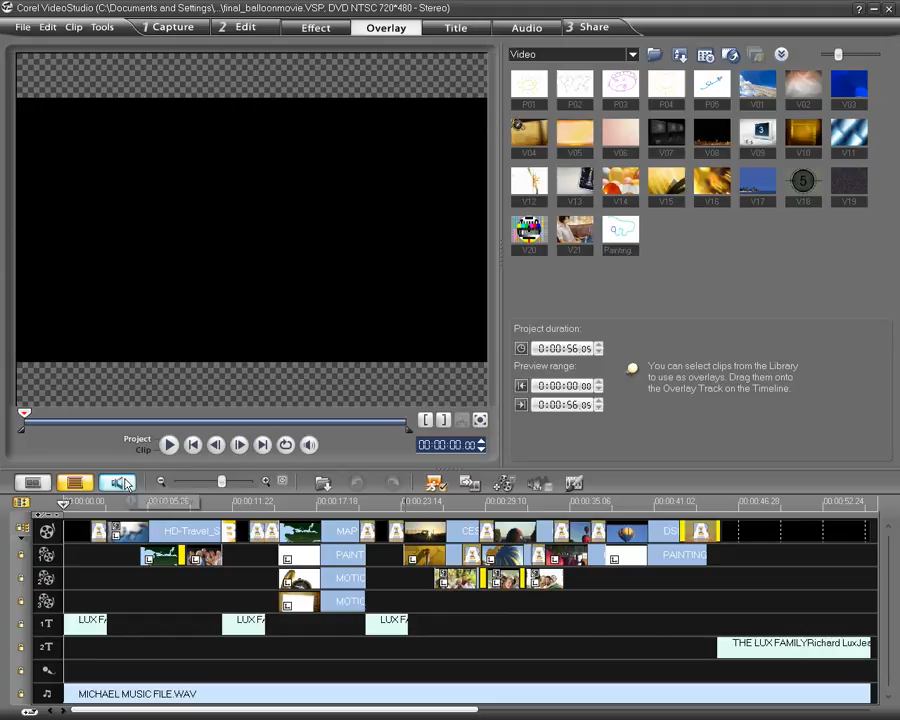 Corel VideoStudio (C:\Documents and Settings\...\final_balloonmovie.VSP, DVD NTSC 720*480 - Stereo)
File Edit Clip Tools 1 Capture 2 Edit Effect Overlay Title Audio 3 Share
Video
P01 P02 P03 P04 P05 V01 V02 V03
V04 V05 V06 V07 V08 V09 V10 V11
V12 V13 V14 V15 V16 V17 V18 V19
V20 V21 Painting
Project duration:
0:00:56.05
Preview range:
0:00:00.00
0:00:56.05
You can select clips from the Library
to use as overlays. Drag them onto
the Overlay Track on the Timeline.
Project
Clip
00:00:00.00
00:00:00.00 00:00:05.26 00:00:11.22 00:00:17.18 00:00:23.14 00:00:29.10 00:00:35.06 00:00:41.02 00:00:46.28 00:00:52.24
HD-Travel_S MAP CES DS
PAINT PAINTING
MOTIO
MOTIO
1T LUX FA LUX FA LUX FA
2T THE LUX FAMILYRichard LuxJea
MICHAEL MUSIC FILE.WAV